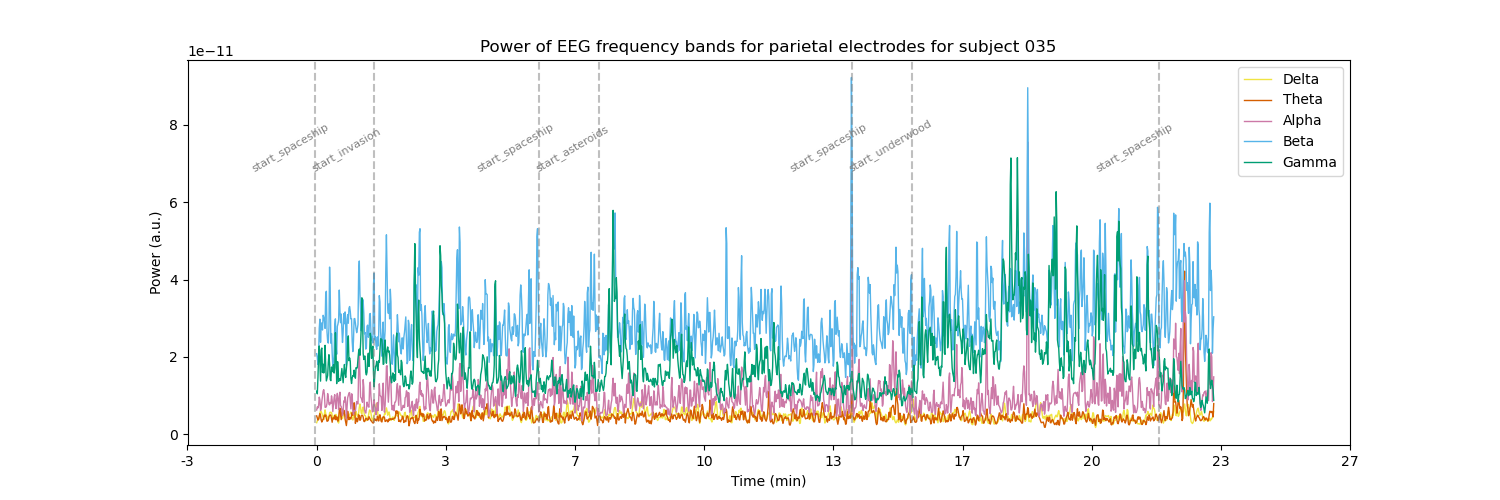 Power of EEG frequency bands for parietal electrodes for subject 035
1e−11
Delta
Theta
Alpha
Beta
Gamma
start_spaceship
start_invasion
start_spaceship
start_asteroids
start_spaceship
start_underwood
start_spaceship
8
6
4
2
0
Power (a.u.)
-3
0
3
7
10
13
17
20
23
27
Time (min)